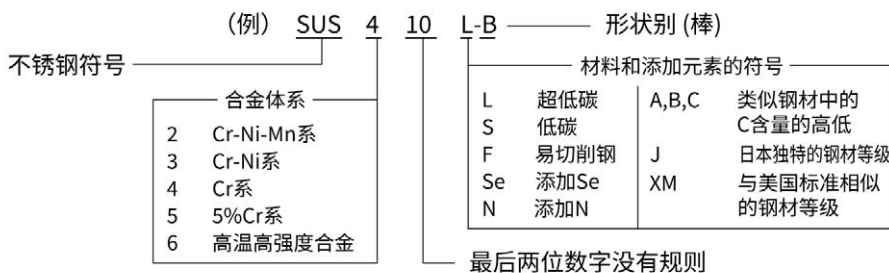 （例） SUS 4 10 L-B 形状别 (棒)
不锈钢符号
材料和添加元素的符号
合金体系
2 Cr-Ni-Mn系
3 Cr-Ni系
4 Cr系
5 5%Cr系
6 高温高强度合金
L 超低碳
S 低碳
F 易切削钢
Se 添加Se
N 添加N
A,B,C 类似钢材中的
C含量的高低
J 日本独特的钢材等级
XM 与美国标准相似
的钢材等级
最后两位数字没有规则